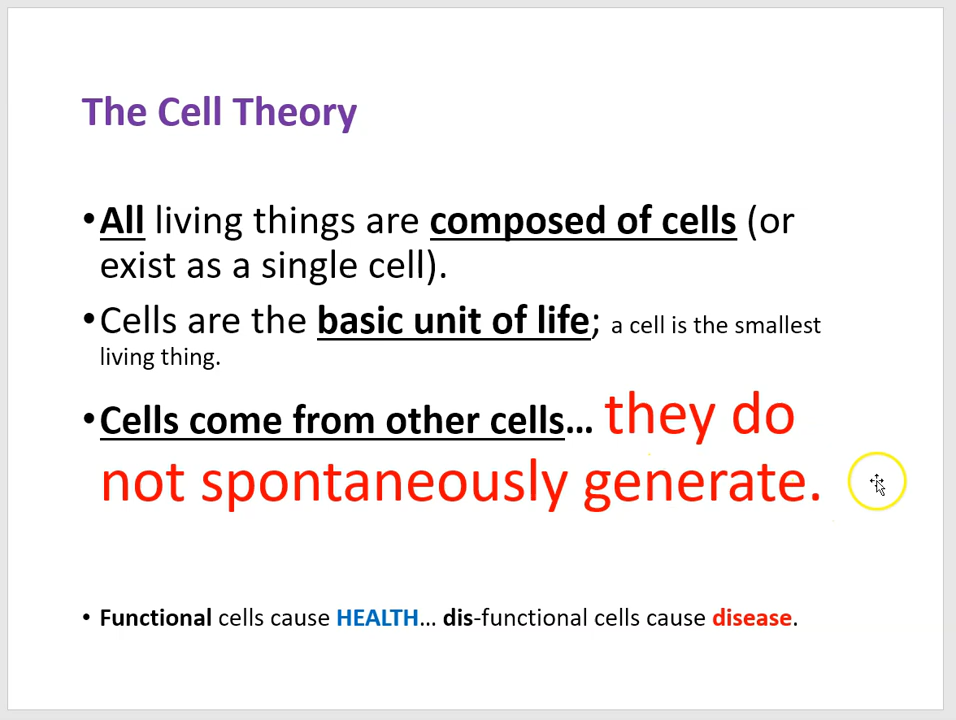 The Cell Theory
•All living things are composed of cells (or
exist as a single cell).
•Cells are the basic unit of life; a cell is the smallest
living thing.
•Cells come from other cells... they do
not spontaneously generate.
• Functional cells cause HEALTH... dis-functional cells cause disease.